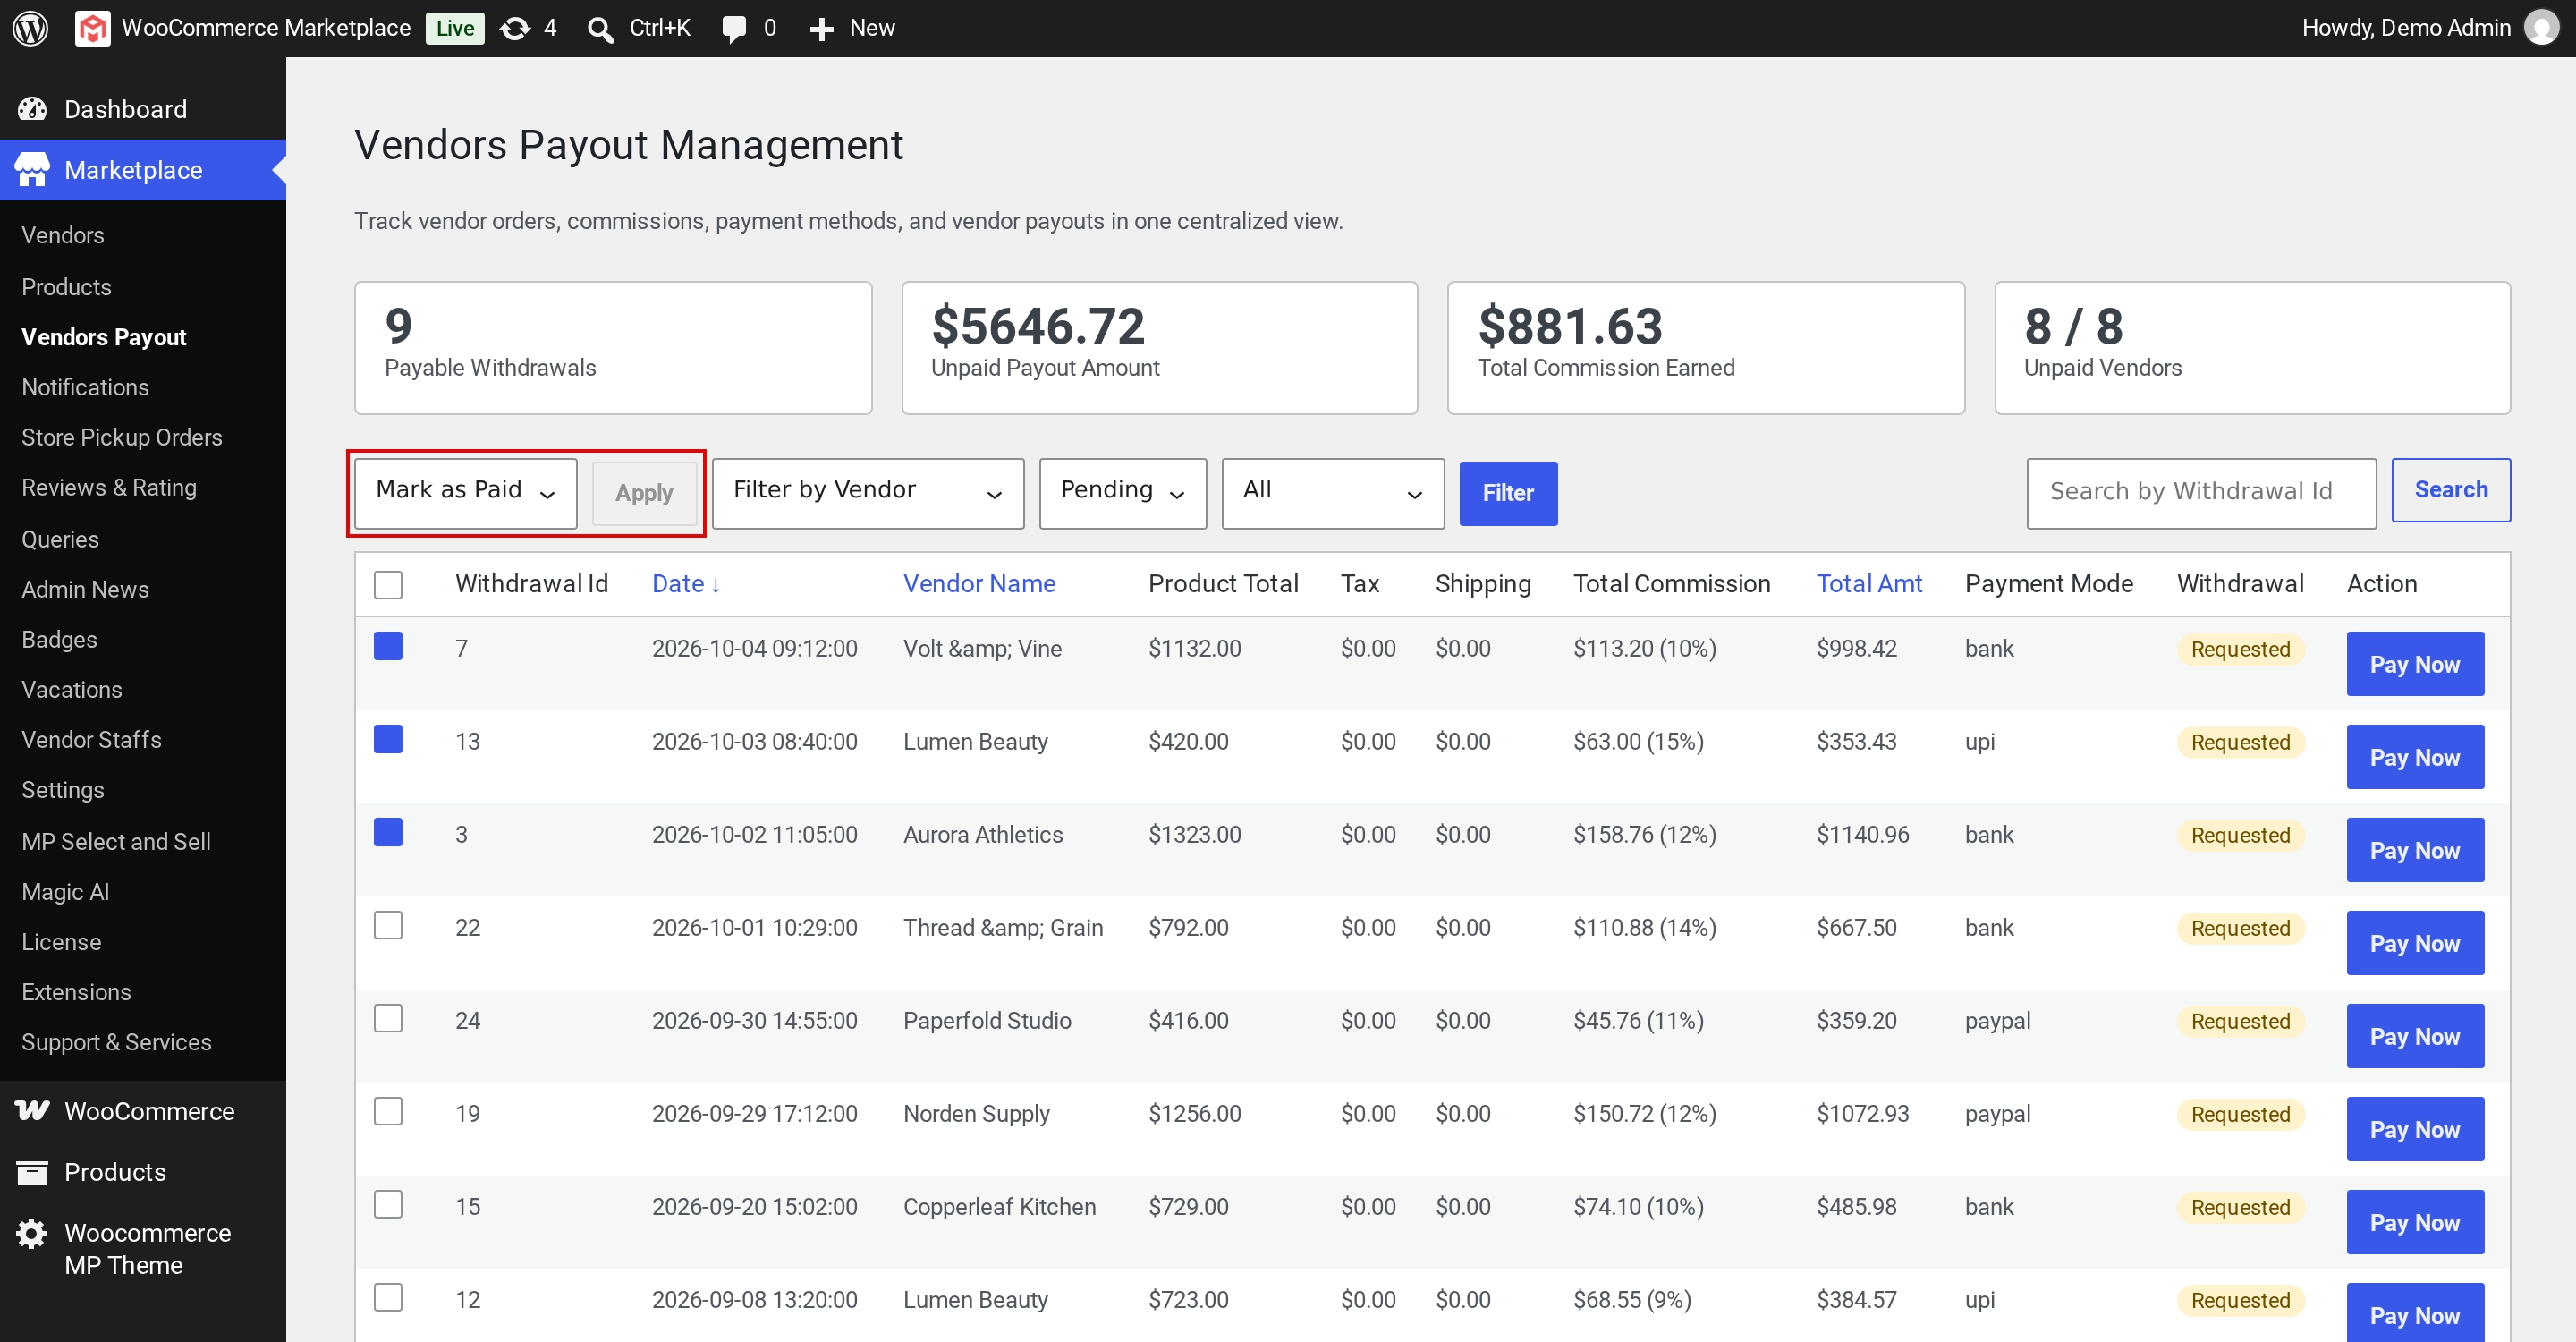 WooCommerce Marketplace Live 4 Ctrl+K 0 New Howdy, Demo Admin
Dashboard
Marketplace
Vendors
Products
Vendors Payout
Notifications
Store Pickup Orders
Reviews & Rating
Queries
Admin News
Badges
Vacations
Vendor Staffs
Settings
MP Select and Sell
Magic AI
License
Extensions
Support & Services
WooCommerce
Products
Woocommerce
MP Theme
Vendors Payout Management
Track vendor orders, commissions, payment methods, and vendor payouts in one centralized view.
9
Payable Withdrawals
$5646.72
Unpaid Payout Amount
$881.63
Total Commission Earned
8 / 8
Unpaid Vendors
Mark as Paid Apply Filter by Vendor Pending All Filter Search by Withdrawal Id Search
Withdrawal Id Date ↓ Vendor Name Product Total Tax Shipping Total Commission Total Amt Payment Mode Withdrawal Action
7 2026-10-04 09:12:00 Volt &amp; Vine $1132.00 $0.00 $0.00 $113.20 (10%) $998.42 bank Requested Pay Now
13 2026-10-03 08:40:00 Lumen Beauty $420.00 $0.00 $0.00 $63.00 (15%) $353.43 upi Requested Pay Now
3 2026-10-02 11:05:00 Aurora Athletics $1323.00 $0.00 $0.00 $158.76 (12%) $1140.96 bank Requested Pay Now
22 2026-10-01 10:29:00 Thread &amp; Grain $792.00 $0.00 $0.00 $110.88 (14%) $667.50 bank Requested Pay Now
24 2026-09-30 14:55:00 Paperfold Studio $416.00 $0.00 $0.00 $45.76 (11%) $359.20 paypal Requested Pay Now
19 2026-09-29 17:12:00 Norden Supply $1256.00 $0.00 $0.00 $150.72 (12%) $1072.93 paypal Requested Pay Now
15 2026-09-20 15:02:00 Copperleaf Kitchen $729.00 $0.00 $0.00 $74.10 (10%) $485.98 bank Requested Pay Now
12 2026-09-08 13:20:00 Lumen Beauty $723.00 $0.00 $0.00 $68.55 (9%) $384.57 upi Requested Pay Now